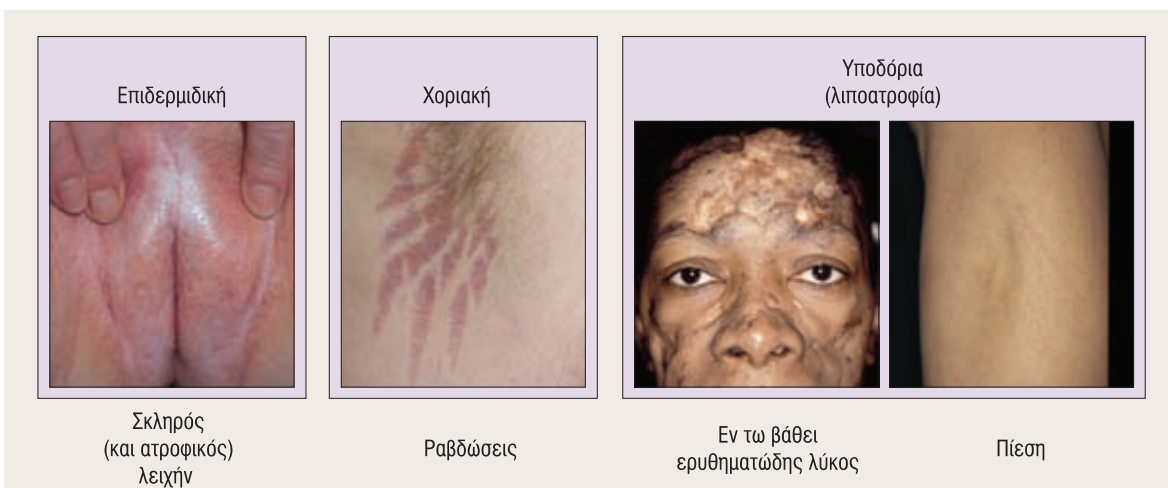 Επιδερμιδική
Χοριακή
Υποδόρια
(λιποατροφία)
Σκληρός
(και ατροφικός)
λειχήν
Ραβδώσεις
Εν τω βάθει
ερυθηματώδης λύκος
Πίεση